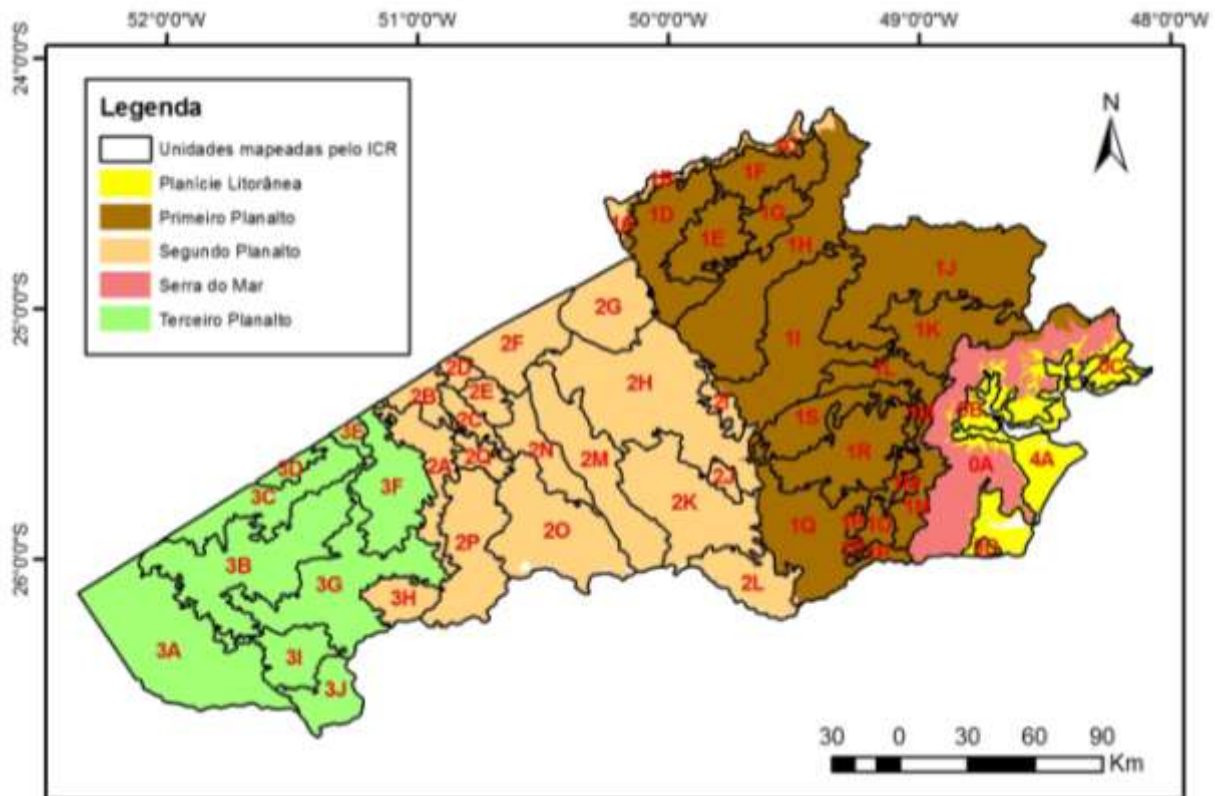 52°0'0"W 51°0'0"W 50°0'0"W 49°0'0"W 48°0'0"W
24°0'0"S
25°0'0"S
26°0'0"S
Legenda
Unidades mapeadas pelo ICR
Planície Litorânea
Primeiro Planalto
Segundo Planalto
Serra do Mar
Terceiro Planalto
N
1F
1D 1G
1E 1H
1J
2G
1K
2F 1I
2D 2H
2B 2E
2C
1S
3E 2N
2A 2Q 2M 1R
3D 3F 2J 0A 4A
3C 2K
2O 1Q
2P
3B 3G 2L
3H
3A 3I
3J
30 0 30 60 90
Km